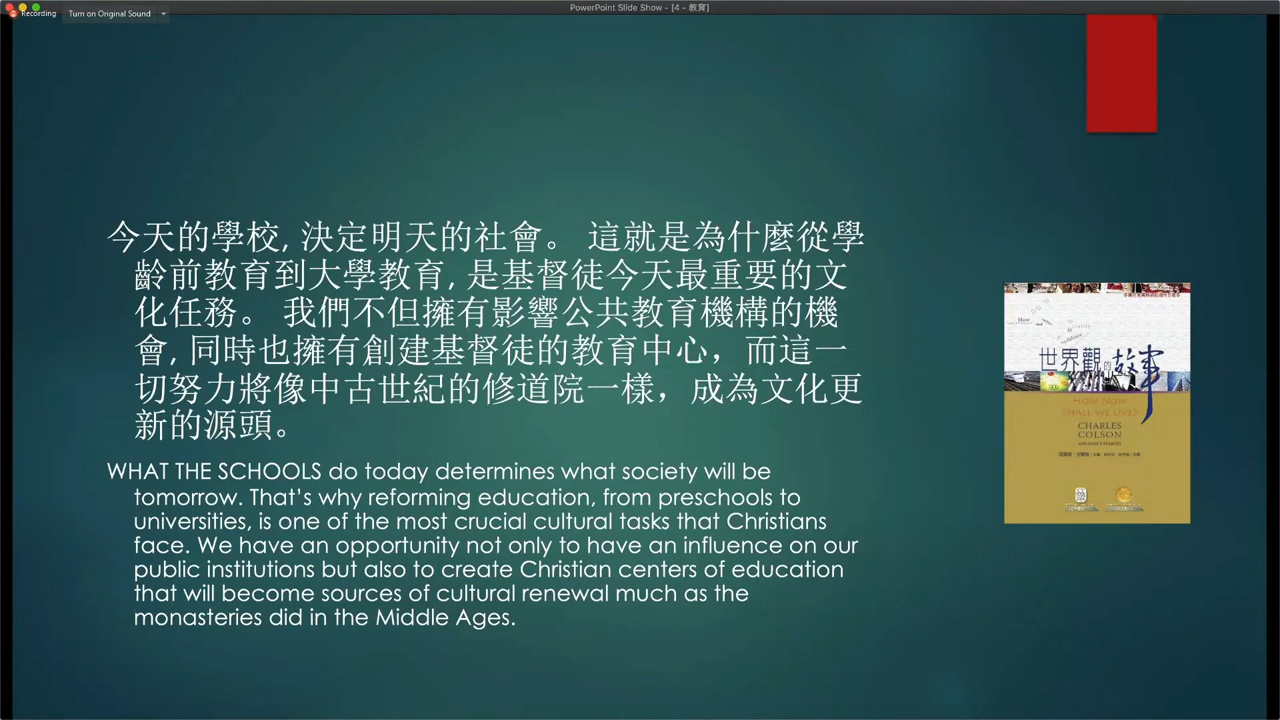 PowerPoint Slide Show - [4 - 教育]
Recording
Turn on Original Sound
今天的學校, 決定明天的社會。 這就是為什麼從學
齡前教育到大學教育, 是基督徒今天最重要的文
化任務。 我們不但擁有影響公共教育機構的機
會, 同時也擁有創建基督徒的教育中心，而這一
切努力將像中古世紀的修道院一樣，成為文化更
新的源頭。
WHAT THE SCHOOLS do today determines what society will be
tomorrow. That’s why reforming education, from preschools to
universities, is one of the most crucial cultural tasks that Christians
face. We have an opportunity not only to have an influence on our
public institutions but also to create Christian centers of education
that will become sources of cultural renewal much as the
monasteries did in the Middle Ages.
How
世界觀的故事
HOW NOW
SHALL WE LIVE?
CHARLES
COLSON
AND NANCY PEARCEY